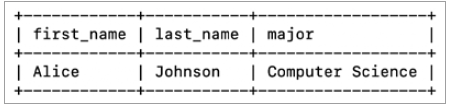 +------------+-----------+------------------+
| first_name | last_name | major            |
+------------+-----------+------------------+
| Alice      | Johnson   | Computer Science |
+------------+-----------+------------------+